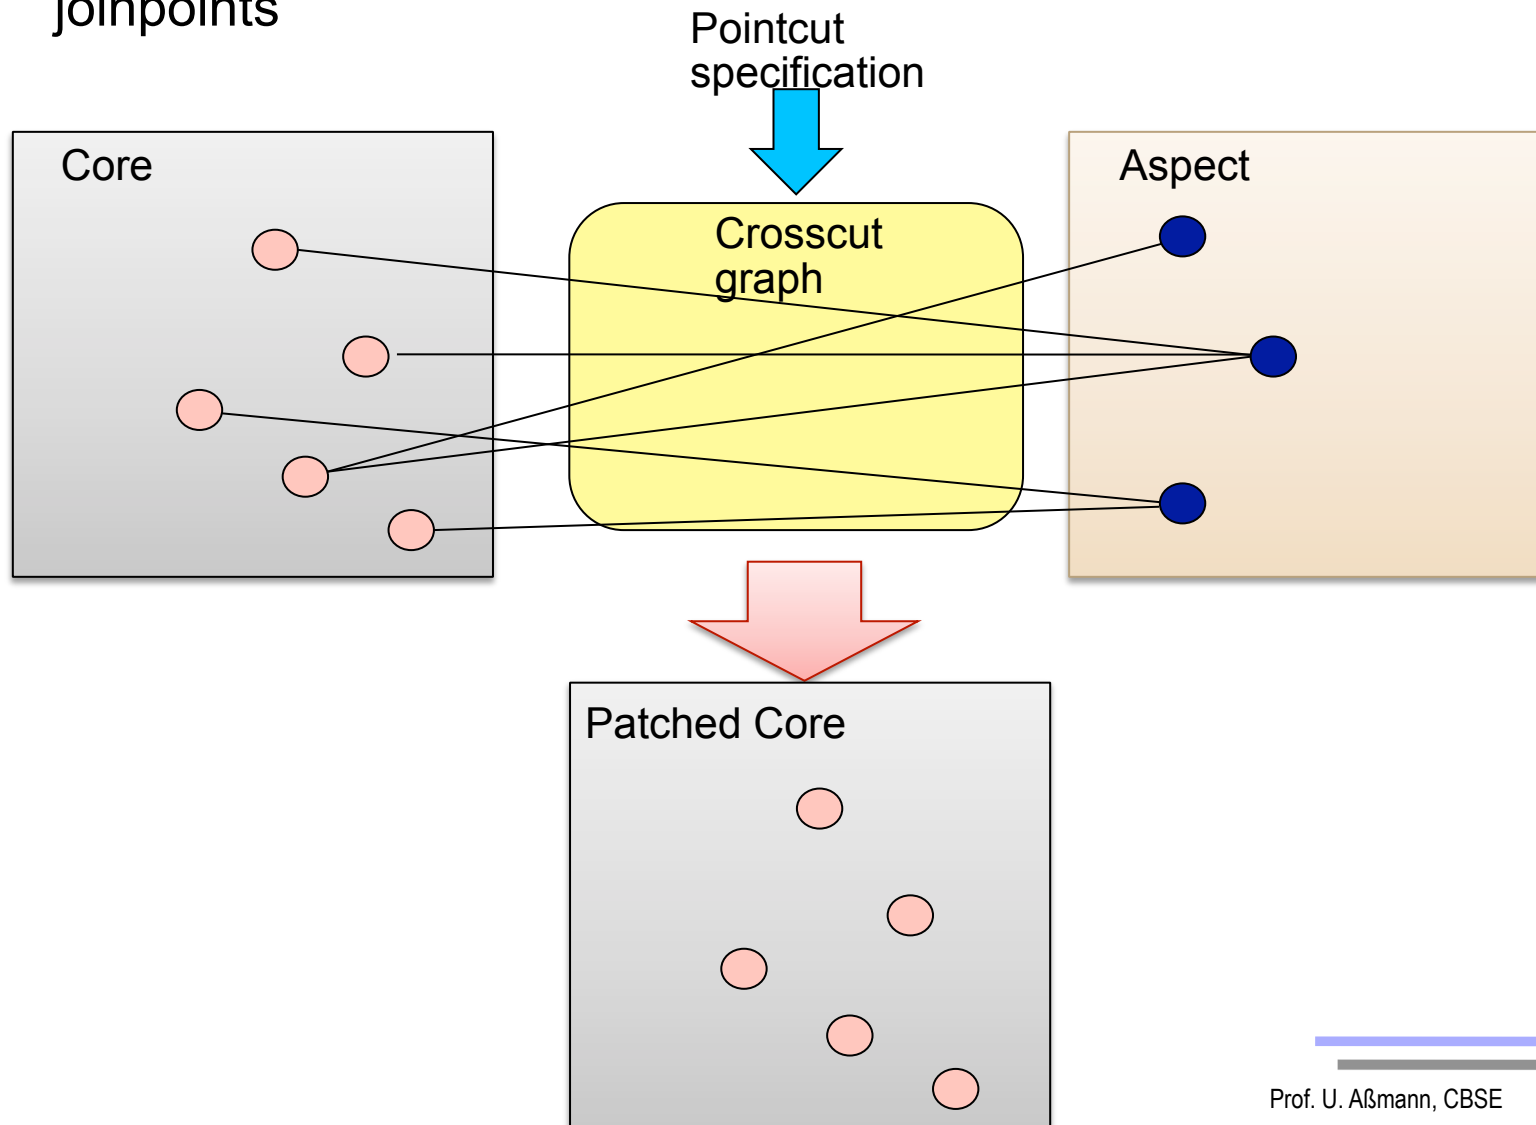 joinpoints
Pointcut
specification
Core
Crosscut
graph
Aspect
Patched Core
Prof. U. Aßmann, CBSE